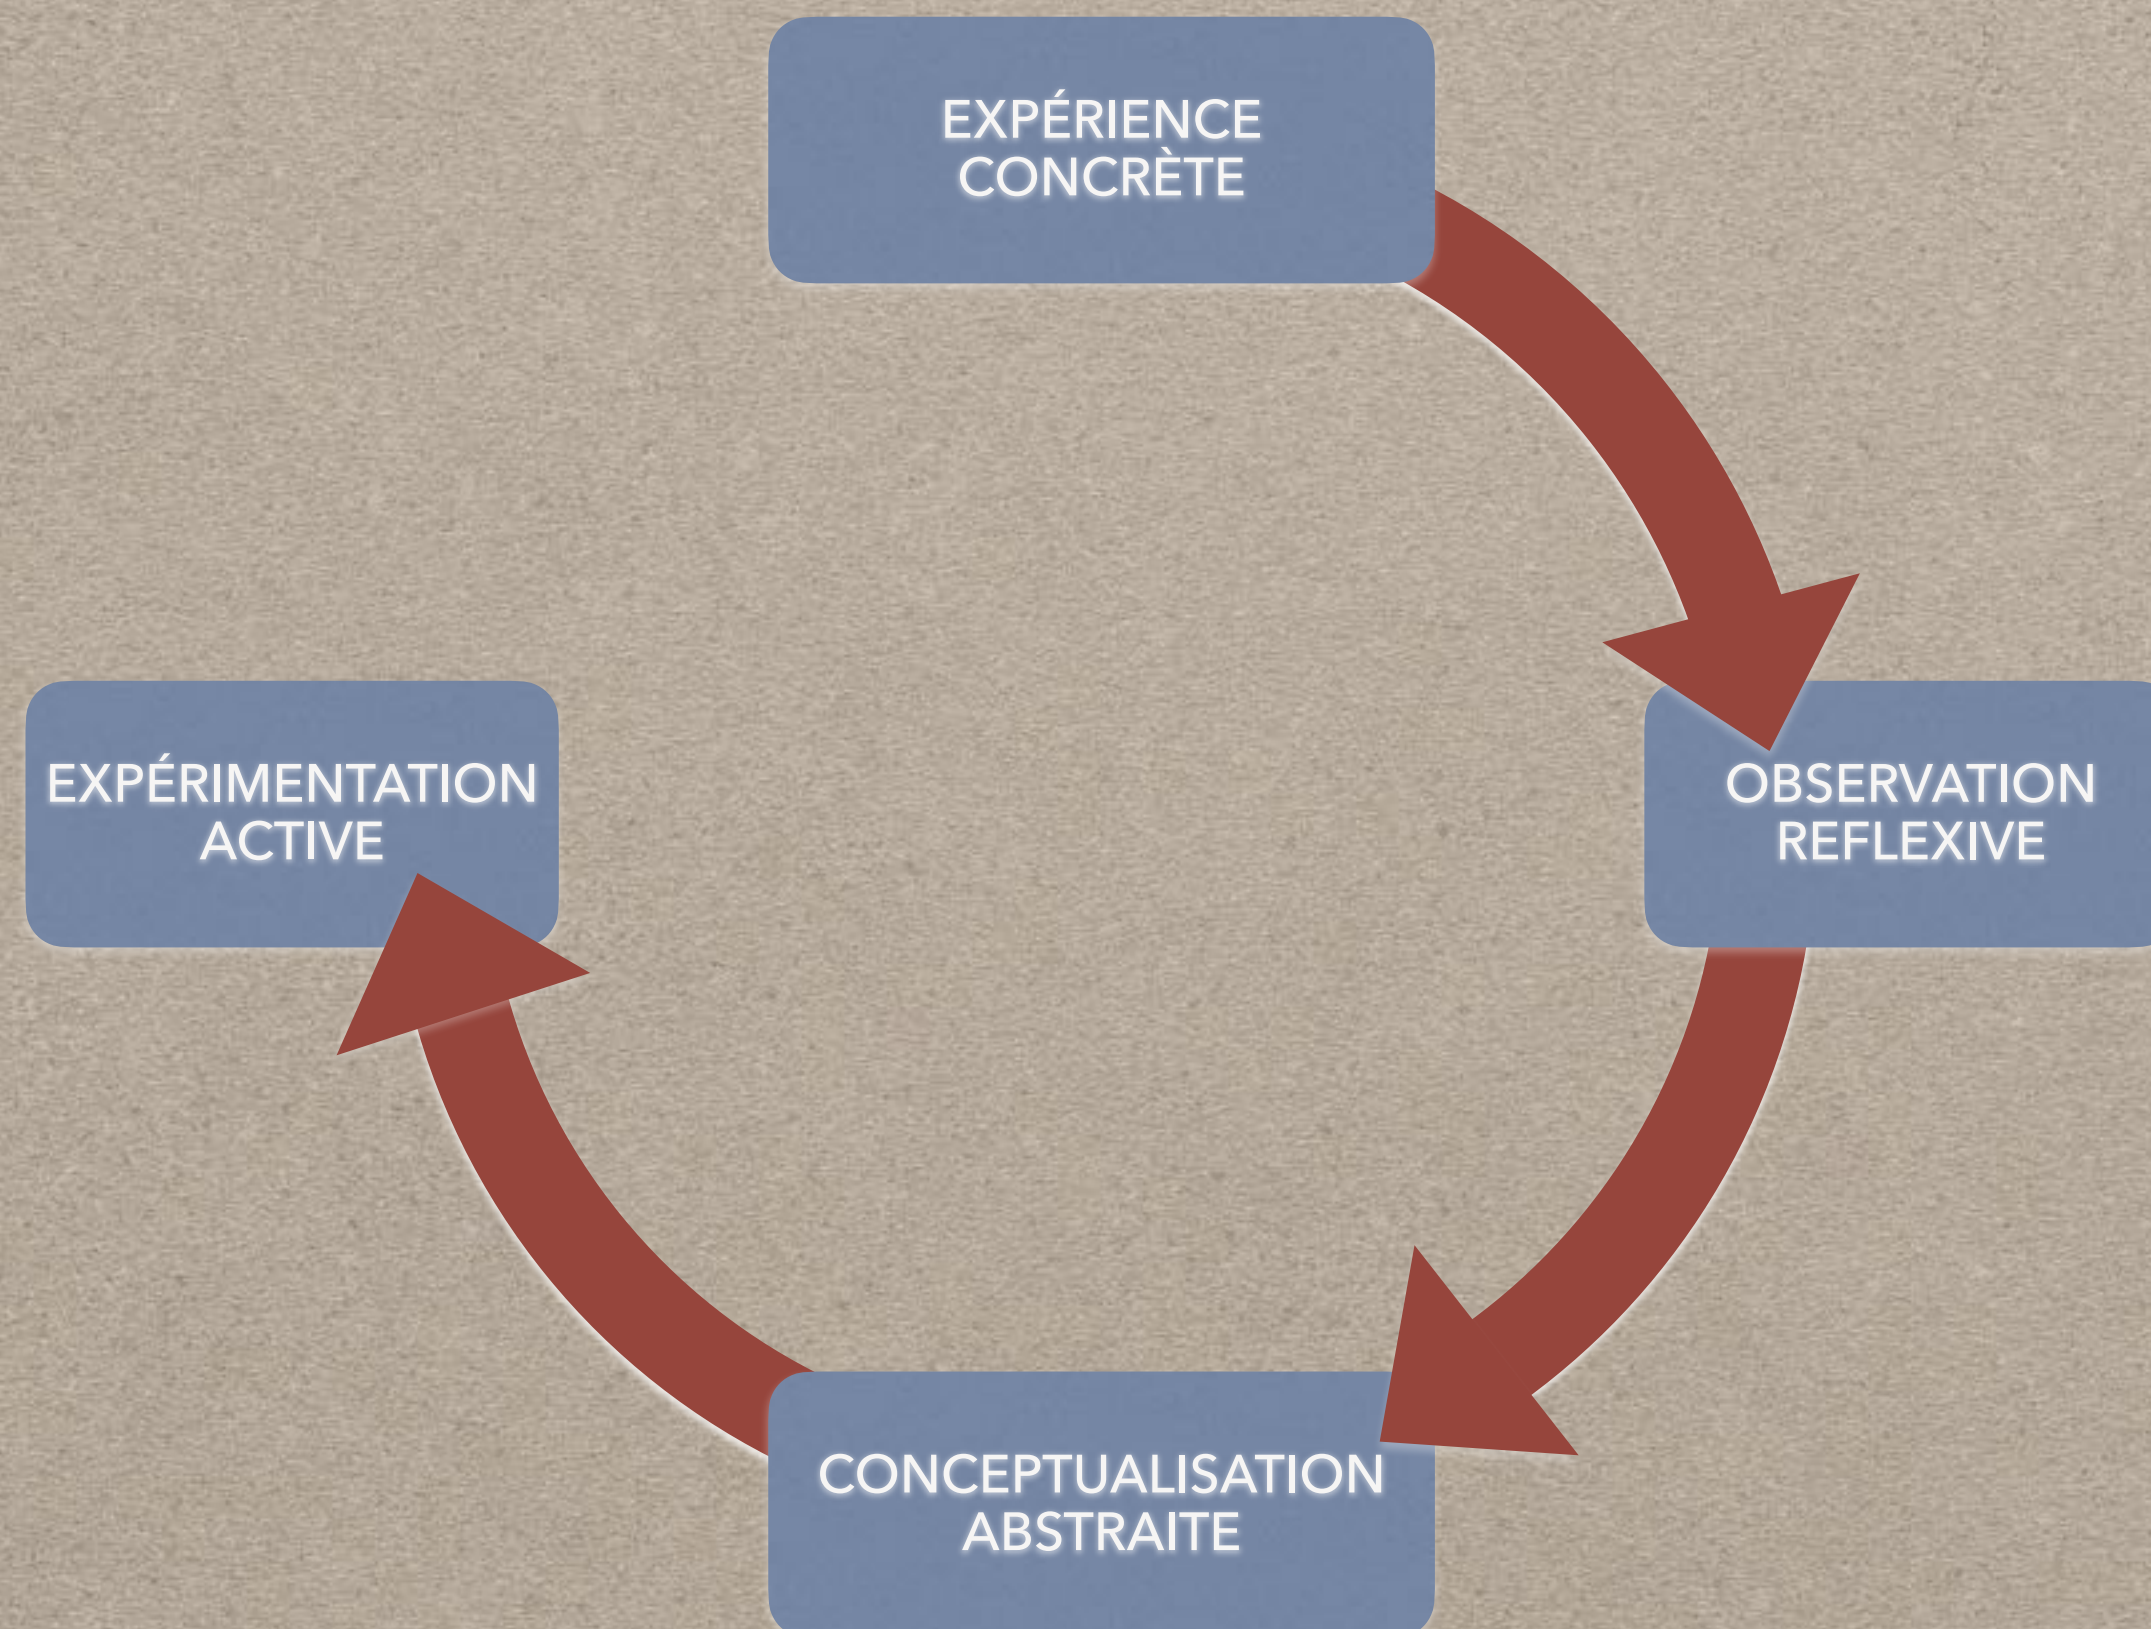 EXPÉRIENCE
CONCRÈTE
EXPÉRIMENTATION
ACTIVE
OBSERVATION
REFLEXIVE
CONCEPTUALISATION
ABSTRAITE